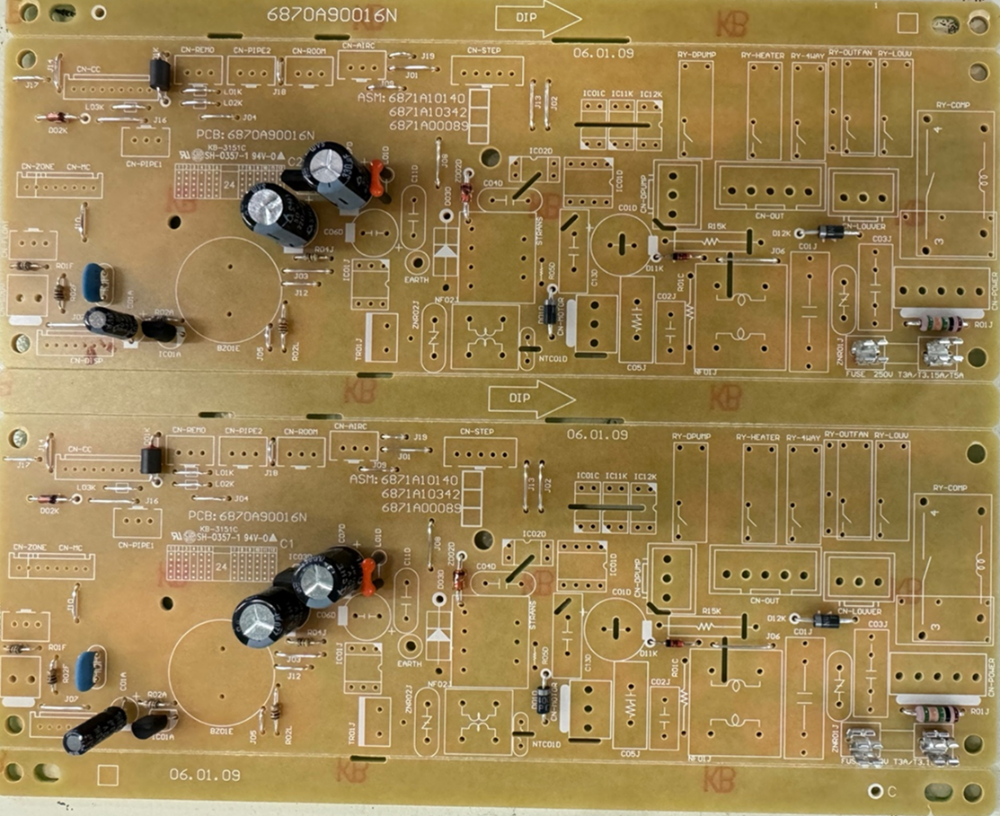 6870A90016N
DIP
KB
KB
1
06.01.09
CN-REMO
CN-PIPE2
CN-ROOM
CN-AIRC
CN-STEP
RY-DPUMP
RY-HEATER
RY-4WAY
RY-OUTFAN
RY-LOUV
J14
J17
CN-CC
J18
J19
J01
J09
L01K
L02K
L03K
J04
J16
D02K
CN-PIPE1
ASM: 6871A10140
6871A10342
6871A00089
J13
J02
IC01C
IC11K
IC12K
RY-COMP
4
PCB: 6870A90016N
KB-3151C
SH-0357-1 94V-0
24
CN-ZONE
CN-MC
J10
L01D
C11D
J08
ZD02D
IC02D
IC01D
C04D
D03D
C06D
CN-DPUMP
C01D
CN-OUT
CN-LOUVER
R15K
D12K
D11K
J06
C01J
C03J
3
STRANS
R05D
C13D
R04J
J03
J12
IC01J
EARTH
R01F
R02F
C01A
R02A
IC01A
CN-DISP
BZ01E
J05
R02L
TR01J
ZNR02J
NF02J
NTC01D
CN-MOTOR
C05J
C02J
R01C
NF01J
ZNR01J
CN-POWER
R01J
FUSE 250V T3A/T3.15A/T5A
KB
DIP
KB
06.01.09
CN-REMO
CN-PIPE2
CN-ROOM
CN-AIRC
CN-STEP
RY-DPUMP
RY-HEATER
RY-4WAY
RY-OUTFAN
RY-LOUV
J17
CN-CC
D01K
J18
J19
J01
J09
L01K
L02K
L03K
J04
J16
D02K
CN-PIPE1
ASM: 6871A10140
6871A10342
6871A00089
J13
J02
IC01C
IC11K
IC12K
RY-COMP
4
PCB: 6870A90016N
KB-3151C
SH-0357-1 94V-0
C1
24
CN-ZONE
CN-MC
J10
C07D
L01D
C11D
J08
ZD02D
IC02D
IC01D
C04D
D03D
C06D
CN-DPUMP
C01D
CN-OUT
CN-LOUVER
R15K
D12K
D11K
J06
C01J
C03J
3
STRANS
R05D
C13D
R04J
J03
J12
IC01J
EARTH
R01F
R02F
J07
C01A
R02A
IC01A
BZ01E
J05
R02L
TR01J
ZNR02J
NF02J
NTC01D
CN-MOTOR
C05J
C02J
R01C
NF01J
ZNR01J
CN-POWER
R01J
06.01.09
KB
KB
C